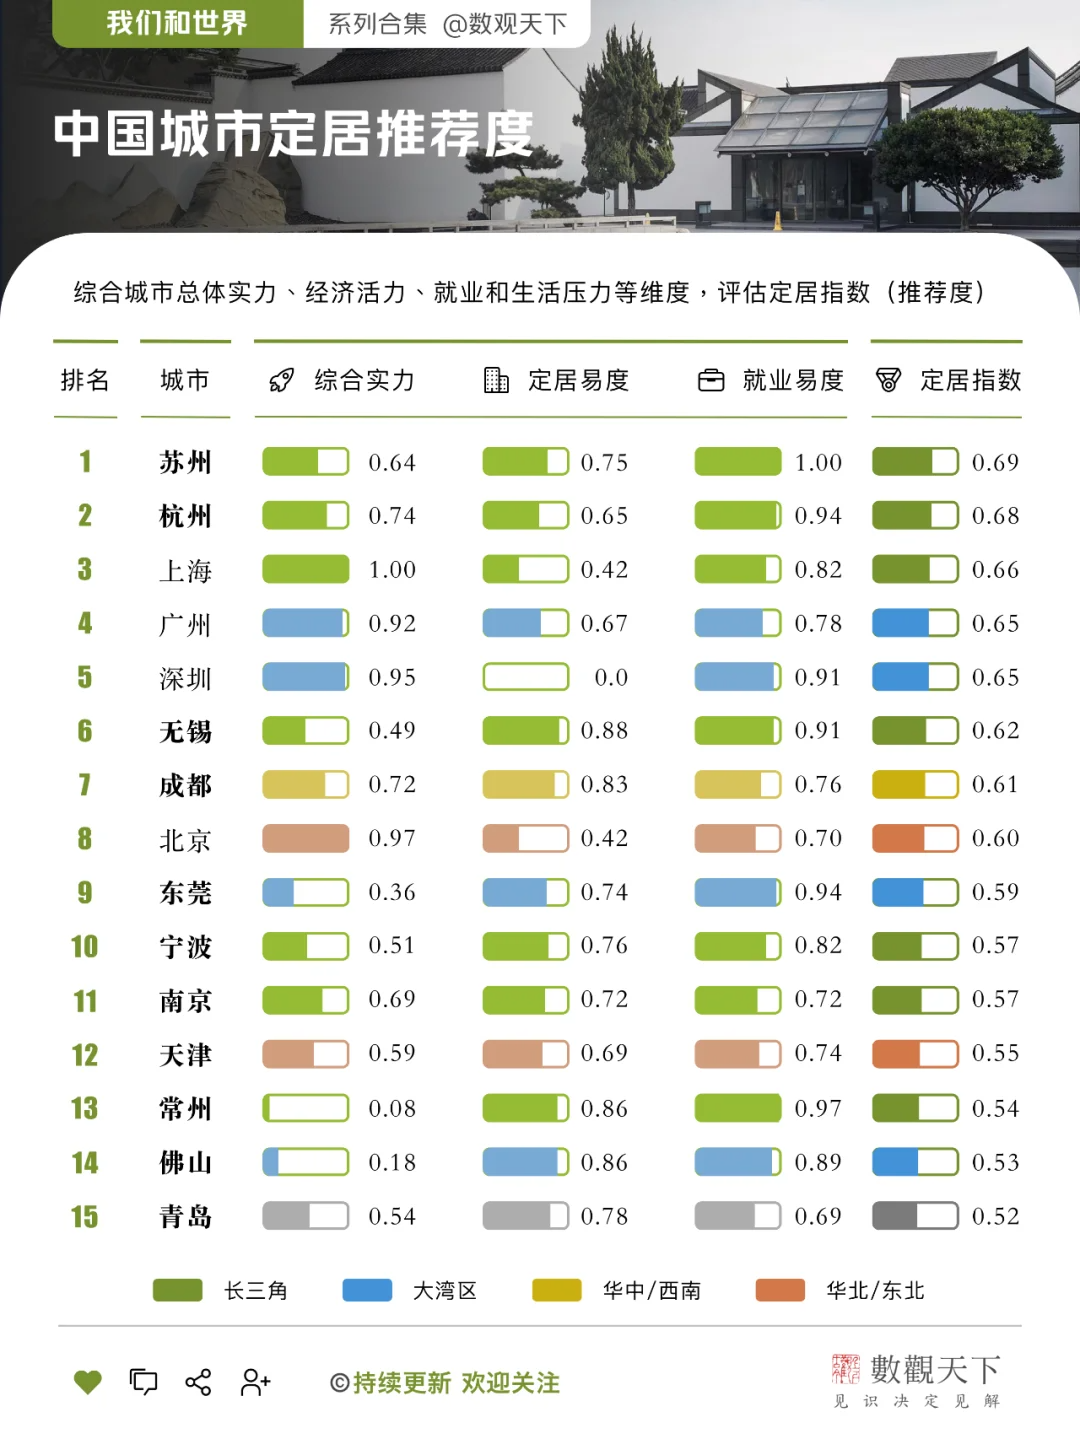 我们和世界 系列合集 @数观天下
中国城市定居推荐度
综合城市总体实力、经济活力、就业和生活压力等维度，评估定居指数（推荐度）
排名 城市 综合实力 定居易度 就业易度 定居指数
1 苏州 0.64 0.75 1.00 0.69
2 杭州 0.74 0.65 0.94 0.68
3 上海 1.00 0.42 0.82 0.66
4 广州 0.92 0.67 0.78 0.65
5 深圳 0.95 0.0 0.91 0.65
6 无锡 0.49 0.88 0.91 0.62
7 成都 0.72 0.83 0.76 0.61
8 北京 0.97 0.42 0.70 0.60
9 东莞 0.36 0.74 0.94 0.59
10 宁波 0.51 0.76 0.82 0.57
11 南京 0.69 0.72 0.72 0.57
12 天津 0.59 0.69 0.74 0.55
13 常州 0.08 0.86 0.97 0.54
14 佛山 0.18 0.86 0.89 0.53
15 青岛 0.54 0.78 0.69 0.52
长三角 大湾区 华中/西南 华北/东北
©持续更新 欢迎关注
數觀天下
见识决定见解